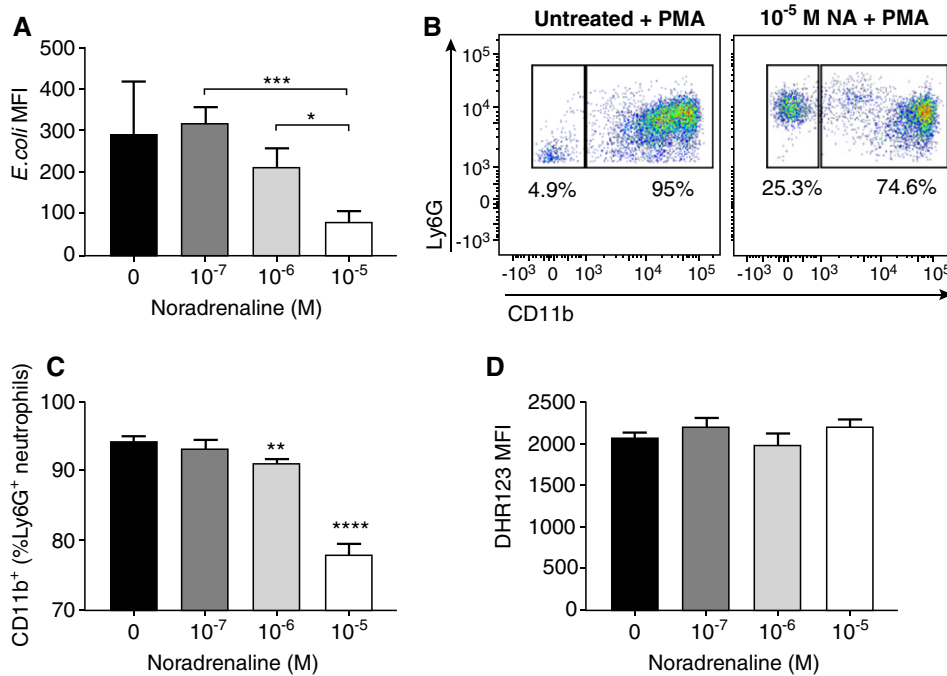 A
E.coli MFI
500
400
300
200
100
0
***
*
0 10⁻⁷ 10⁻⁶ 10⁻⁵
Noradrenaline (M)
B
Untreated + PMA 10⁻⁵ M NA + PMA
Ly6G
10⁵
10⁴
10³
0
-10³
4.9% 95% 25.3% 74.6%
-10³ 0 10³ 10⁴ 10⁵ -10³ 0 10³ 10⁴ 10⁵
CD11b
C
CD11b⁺ (%Ly6G⁺ neutrophils)
100
90
80
70
**
****
0 10⁻⁷ 10⁻⁶ 10⁻⁵
Noradrenaline (M)
D
DHR123 MFI
2500
2000
1500
1000
500
0
0 10⁻⁷ 10⁻⁶ 10⁻⁵
Noradrenaline (M)